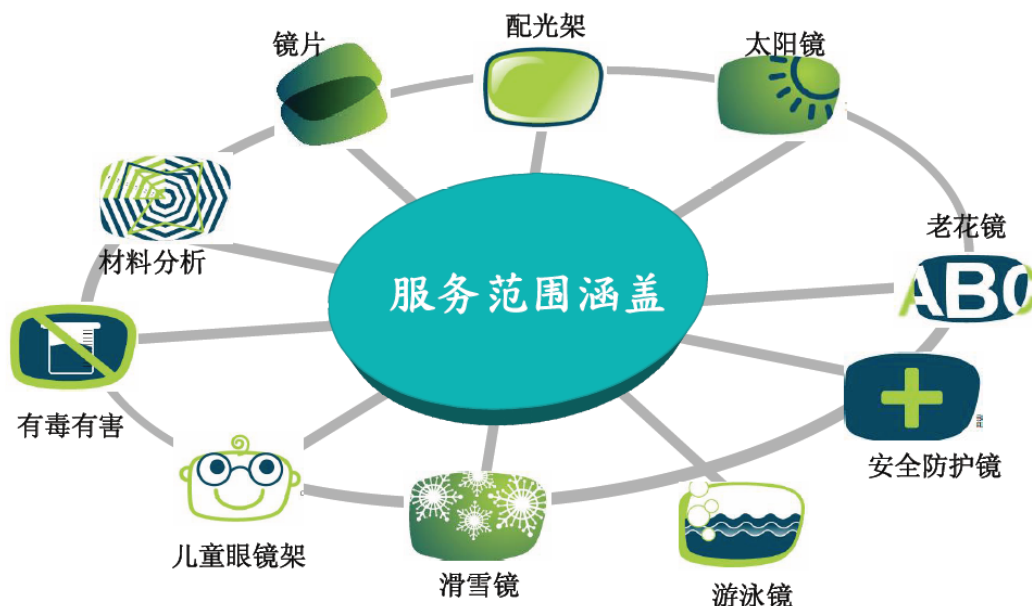 配光架
镜片
太阳镜
材料分析
老花镜
ABC
服务范围涵盖
有毒有害
安全防护镜
儿童眼镜架
滑雪镜
游泳镜